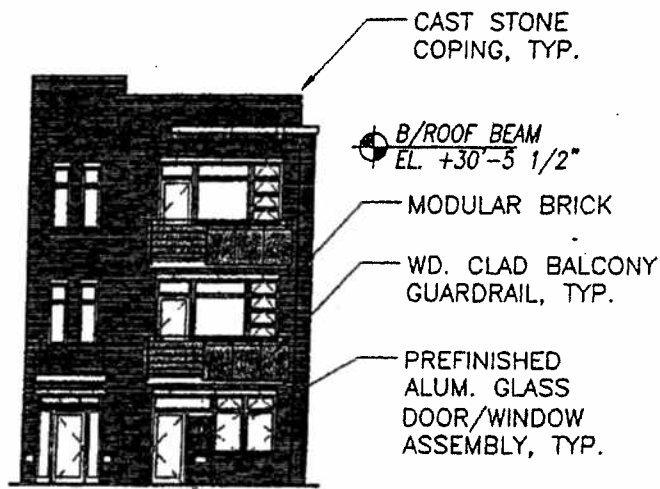 CAST STONE
COPING, TYP.
B/ROOF BEAM
EL. +30'-5 1/2"
MODULAR BRICK
WD. CLAD BALCONY
GUARDRAIL, TYP.
PREFINISHED
ALUM. GLASS
DOOR/WINDOW
ASSEMBLY, TYP.